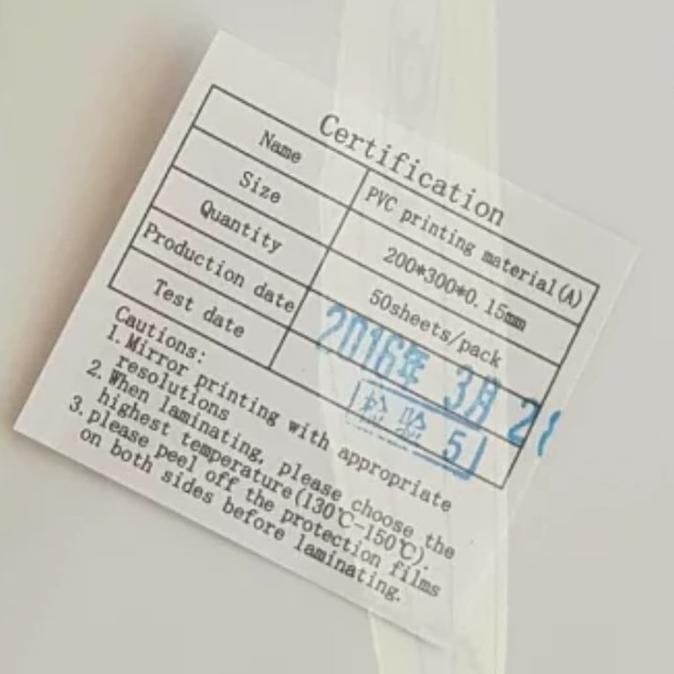 Certification
Name PVC printing material(A)
Size 200*300*0.15mm
Quantity 50sheets/pack
Production date 2016年 3月 28
Test date 检验 5
Cautions:
1. Mirror printing with appropriate
resolutions
2. When laminating, please choose the
highest temperature(130℃-150℃).
3. please peel off the protection films
on both sides before laminating.